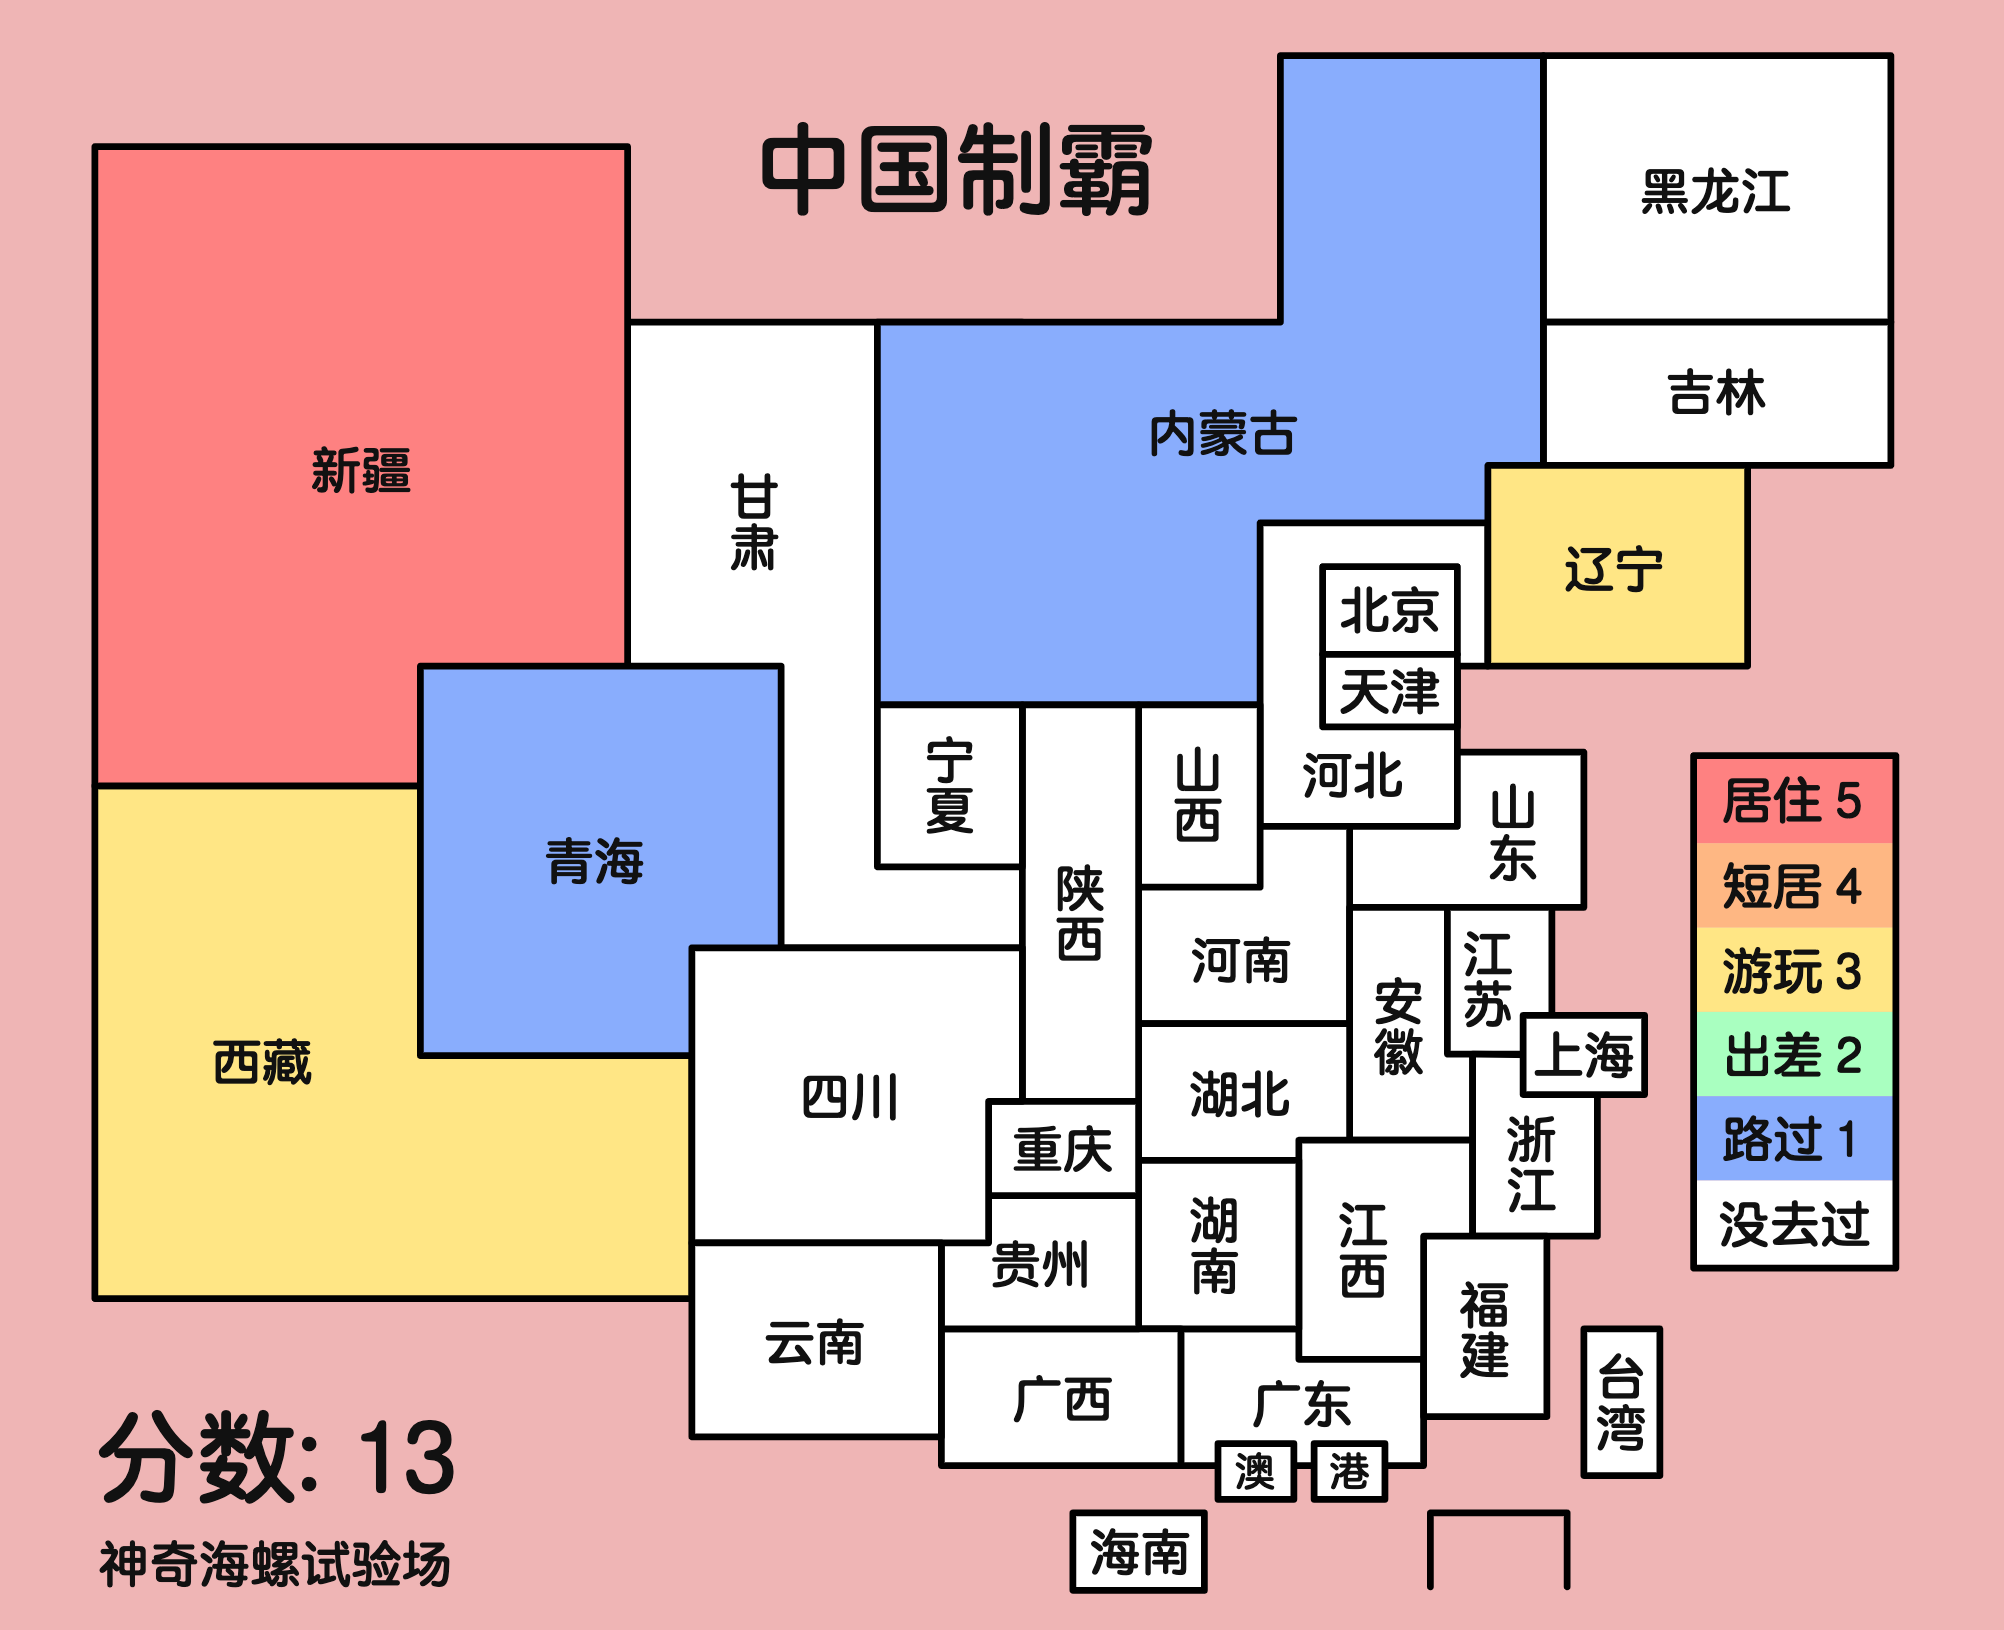 中国制霸
黑龙江
吉林
内蒙古
新疆
甘肃
辽宁
北京
天津
宁夏
山西
河北
山东
青海
陕西
河南
安徽
江苏
上海
西藏
四川
重庆
湖北
浙江
贵州
湖南
江西
福建
云南
广西
广东
台湾
澳
港
海南
居住 5
短居 4
游玩 3
出差 2
路过 1
没去过
分数: 13
神奇海螺试验场